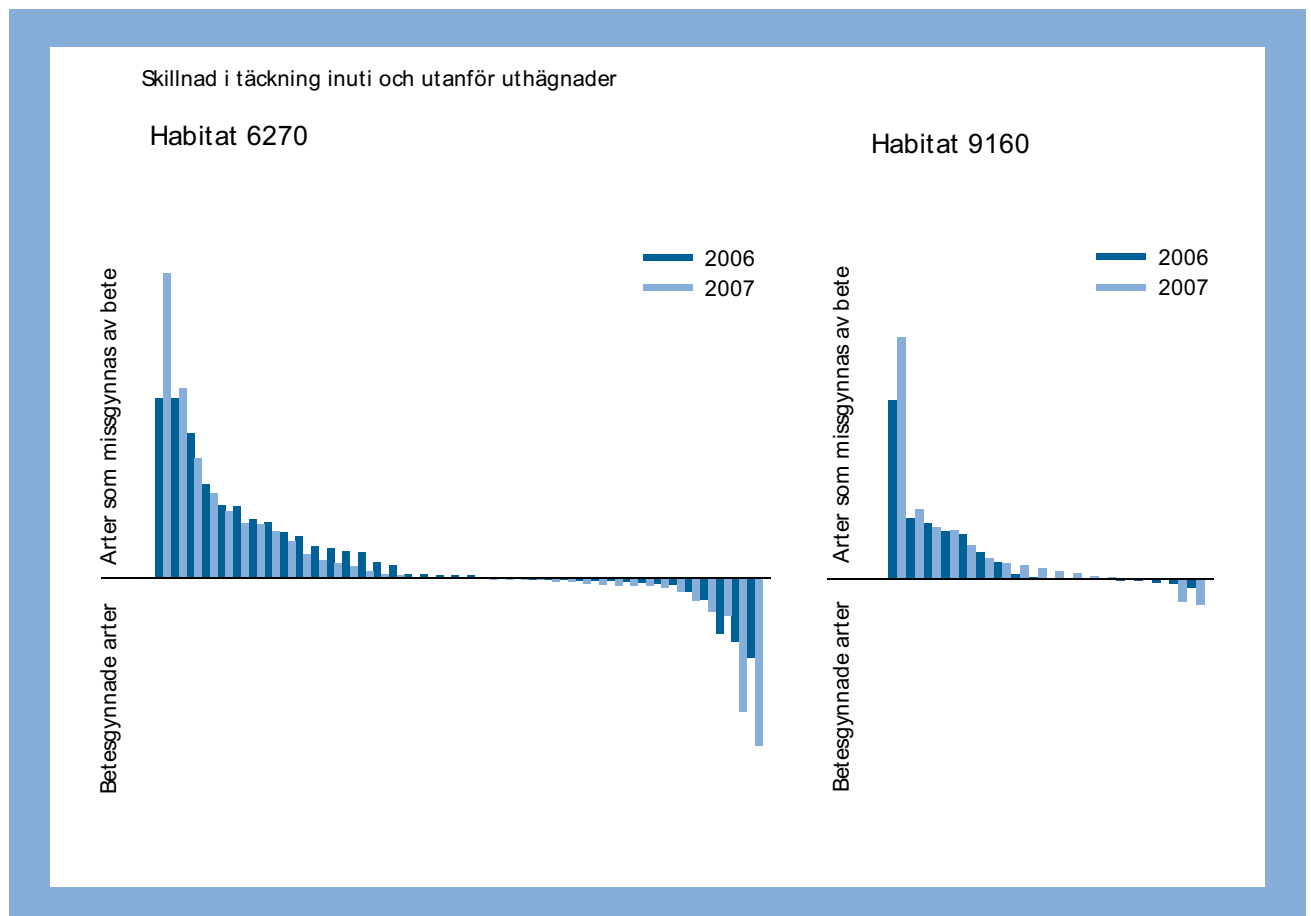 Skillnad i täckning inuti och utanför uthägnader
Habitat 6270
Habitat 9160
2006
2007
2006
2007
Arter som missgynnas av bete
Betesgynnade arter
Arter som missgynnas av bete
Betesgynnade arter